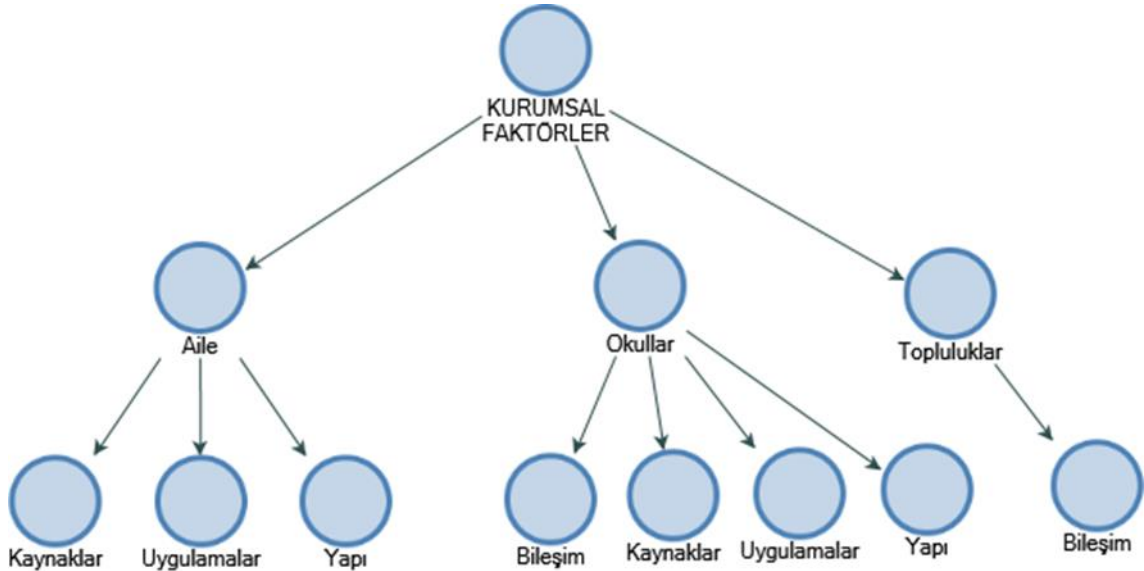 KURUMSAL
FAKTÖRLER
Aile
Okullar
Topluluklar
Kaynaklar
Uygulamalar
Yapı
Bileşim
Kaynaklar
Uygulamalar
Yapı
Bileşim